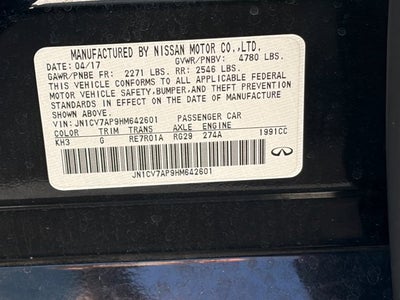 MANUFACTURED BY NISSAN MOTOR CO.,LTD.
04/17 GVWR/PNBV: 4780 LBS.
GAWR/PNBE FR: 2271 LBS. RR: 2546 LBS.
THIS VEHICLE CONFORMS TO ALL APPLICABLE FEDERAL
MOTOR VEHICLE SAFETY,BUMPER,AND THEFT PREVENTION
STANDARDS IN EFFECT ON THE DATE OF MANUFACTURE
SHOWN ABOVE.
VIN: JN1CV7AP9HM642601 PASSENGER CAR
COLOR TRIM TRANS AXLE ENGINE
KH3 G RE7R01A RG29 274A 1991CC
JN1CV7AP9HM642601